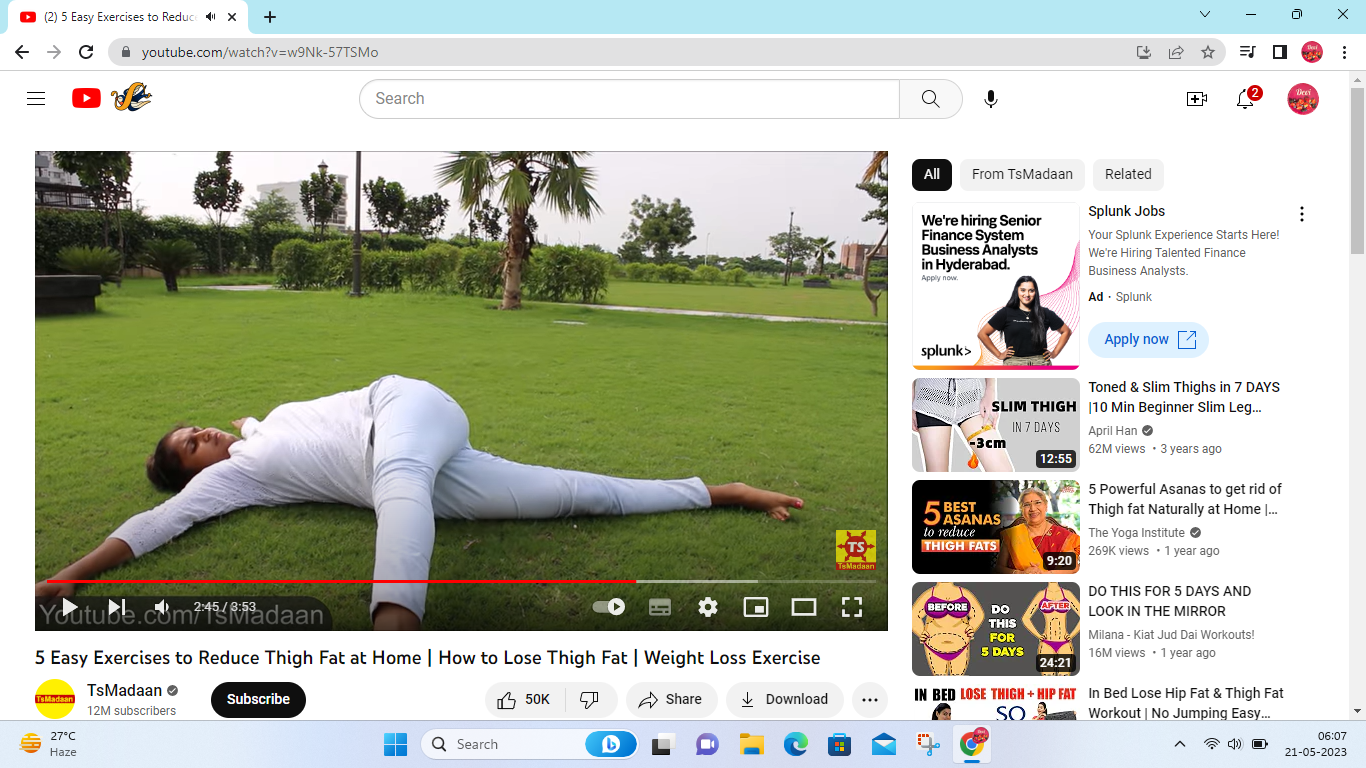 (2) 5 Easy Exercises to Reduce
youtube.com/watch?v=w9Nk-57TSMo
Search
2
Devi
All
From TsMadaan
Related
We're hiring Senior
Finance System
Business Analysts
in Hyderabad.
Apply now.
splunk>
Splunk Jobs
Your Splunk Experience Starts Here!
We're Hiring Talented Finance
Business Analysts.
Ad · Splunk
Apply now
SLIM THIGH
IN 7 DAYS
-3cm
12:55
Toned & Slim Thighs in 7 DAYS
|10 Min Beginner Slim Leg...
April Han
62M views • 3 years ago
5 BEST
ASANAS
to reduce
THIGH FATS
9:20
5 Powerful Asanas to get rid of
Thigh fat Naturally at Home |...
The Yoga Institute
269K views • 1 year ago
BEFORE
DO
THIS
FOR
5 DAYS
AFTER
24:21
DO THIS FOR 5 DAYS AND
LOOK IN THE MIRROR
Milana - Kiat Jud Dai Workouts!
16M views • 1 year ago
IN BED LOSE THIGH + HIP FAT
SO
In Bed Lose Hip Fat & Thigh Fat
Workout | No Jumping Easy...
TS
TsMadaan
2:45 / 3:53
Youtube.com/TsMadaan
5 Easy Exercises to Reduce Thigh Fat at Home | How to Lose Thigh Fat | Weight Loss Exercise
TsMadaan
TsMadaan
12M subscribers
Subscribe
50K
Share
Download
27°C
Haze
Search
06:07
21-05-2023